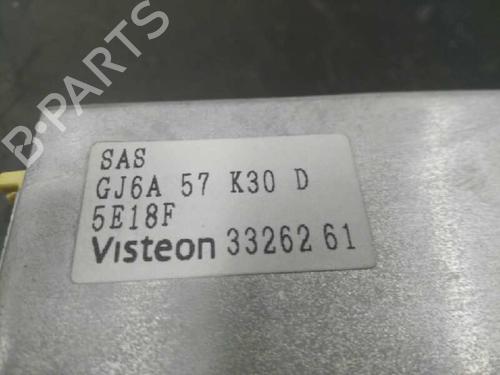 SAS
GJ6A 57 K30 D
5E18F
Visteon 33262 61
B-PARTS